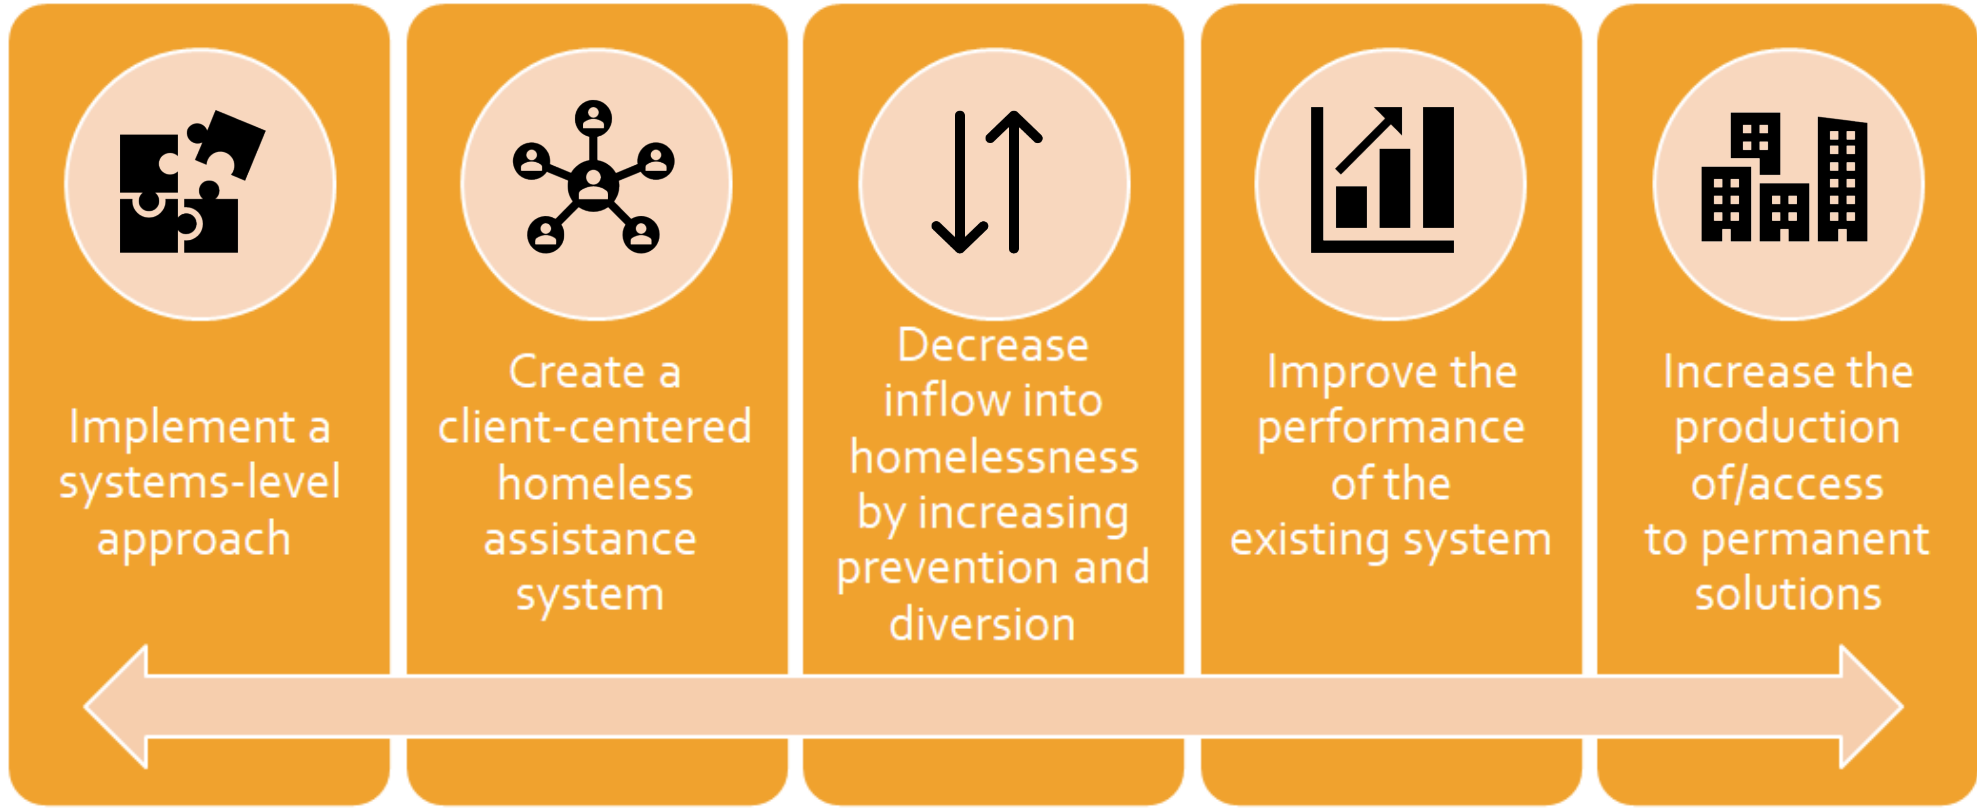 Implement a
systems-level
approach
Create a
client-centered
homeless
assistance
system
Decrease
inflow into
homelessness
by increasing
prevention and
diversion
Improve the
performance
of the
existing system
Increase the
production
of/access
to permanent
solutions